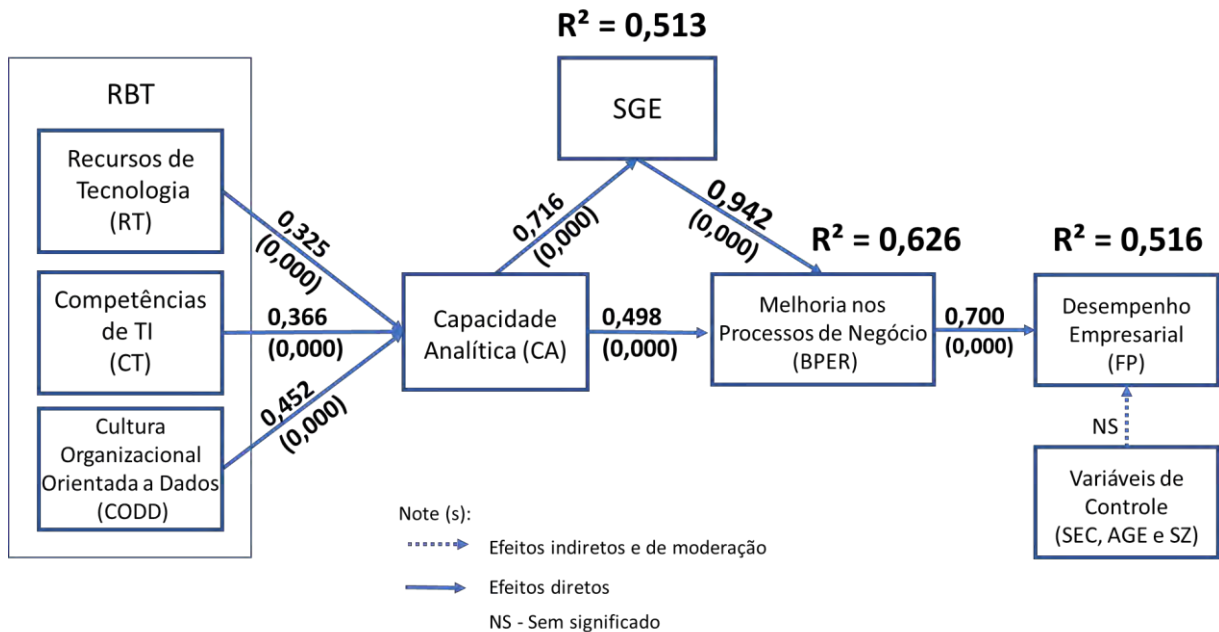 R² = 0,513
RBT
SGE
Recursos de
Tecnologia
(RT)
0,325
(0,000)
0,716
(0,000)
0,942
(0,000)
R² = 0,626
R² = 0,516
Competências
de TI
(CT)
0,366
(0,000)
Capacidade
Analítica (CA)
0,498
(0,000)
Melhoria nos
Processos de Negócio
(BPER)
0,700
(0,000)
Desempenho
Empresarial
(FP)
Cultura
Organizacional
Orientada a Dados
(CODD)
0,452
(0,000)
NS
Variáveis de
Controle
(SEC, AGE e SZ)
Note (s):
Efeitos indiretos e de moderação
Efeitos diretos
NS - Sem significado